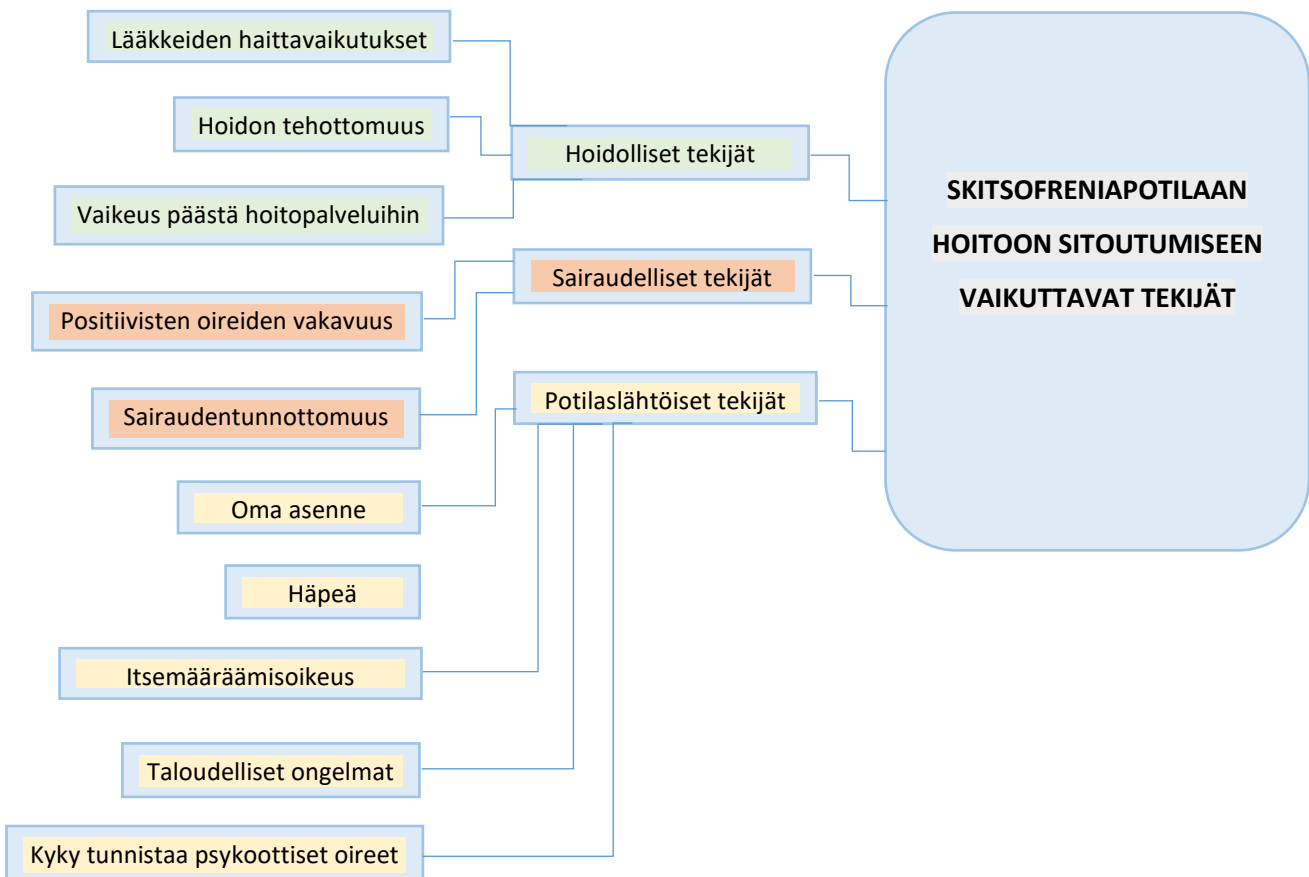 Lääkkeiden haittavaikutukset
Hoidon tehottomuus
Vaikeus päästä hoitopalveluihin
Positiivisten oireiden vakavuus
Sairaudentunnottomuus
Oma asenne
Häpeä
Itsemääräämisoikeus
Taloudelliset ongelmat
Kyky tunnistaa psykoottiset oireet
Hoidolliset tekijät
Sairaudelliset tekijät
Potilaslähtöiset tekijät
SKITSOFRENIAPOTILAAN
HOITOON SITOUTUMISEEN
VAIKUTTAVAT TEKIJÄT